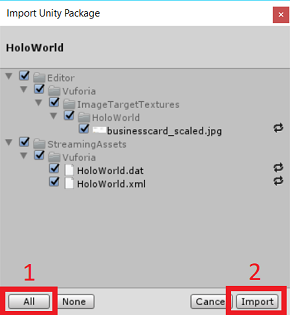 Import Unity Package
HoloWorld
Editor
Vuforia
ImageTargetTextures
HoloWorld
businesscard_scaled.jpg
StreamingAssets
Vuforia
HoloWorld.dat
HoloWorld.xml
1 2
All None Cance Import